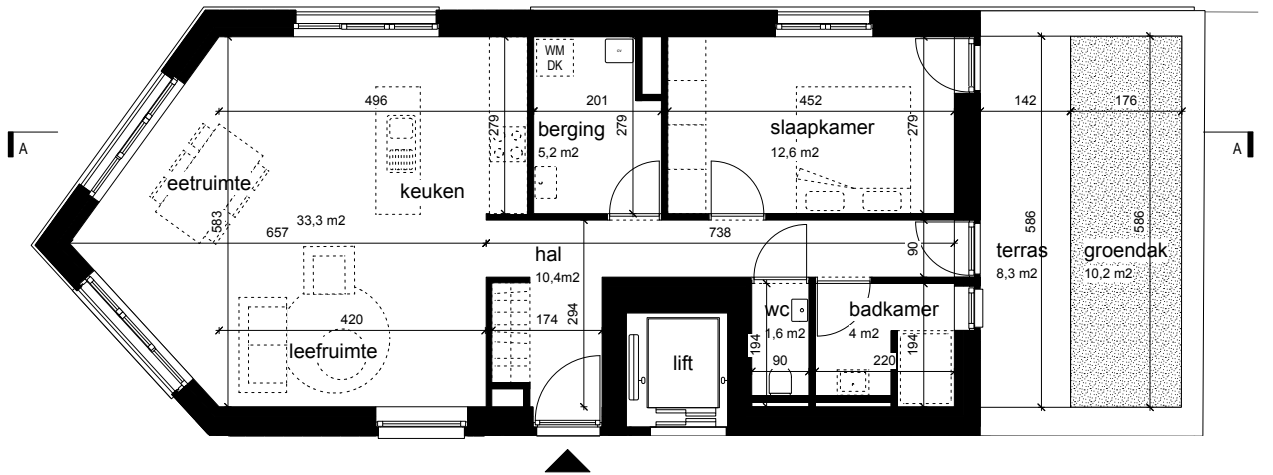 WM
DK
cv
496
201
452
142
176
279
berging
5,2 m2
279
slaapkamer
12,6 m2
279
A
A
eetruimte
keuken
583
33,3 m2
657
738
hal
10,4m2
90
terras
8,3 m2
586
groendak
10,2 m2
586
420
174
294
leefruimte
lift
wc
1,6 m2
194
90
badkamer
4 m2
220
194